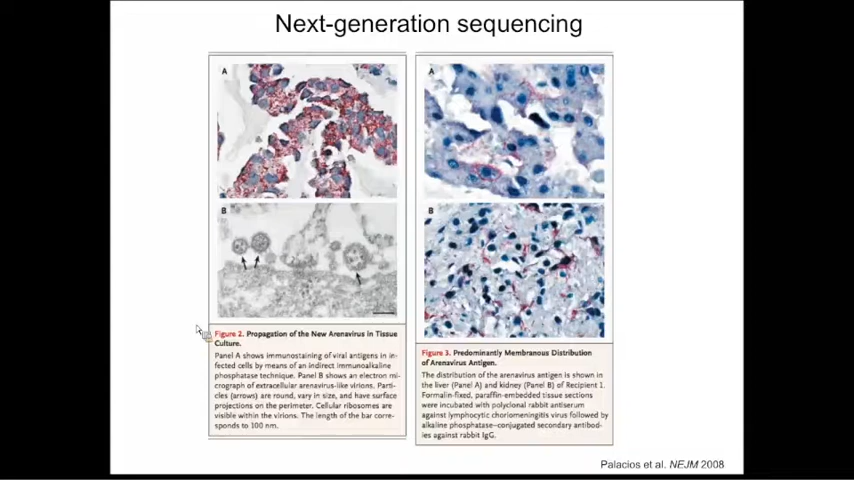 Next-generation sequencing
A
B
Figure 2. Propagation of the New Arenavirus in Tissue
Culture.
Panel A shows immunostaining of viral antigens in in-
fected cells by means of an indirect immunoalkaline
phosphatase technique. Panel B shows an electron mi-
crograph of extracellular arenavirus-like virions. Parti-
cles (arrows) are round, vary in size, and have surface
projections on the perimeter. Cellular ribosomes are
visible within the virions. The length of the bar corre-
sponds to 100 nm.
A
B
Figure 3. Predominantly Membranous Distribution
of Arenavirus Antigen.
The distribution of the arenavirus antigen is shown in
the liver (Panel A) and kidney (Panel B) of Recipient 1.
Formalin-fixed, paraffin-embedded tissue sections
were incubated with polyclonal rabbit antiserum
against lymphocytic choriomeningitis virus followed by
alkaline phosphatase–conjugated secondary antibod-
ies against rabbit IgG.
Palacios et al. NEJM 2008